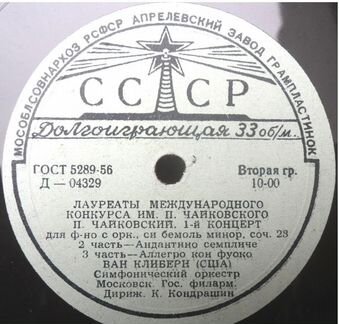 МОСОБЛСОВНАРХОЗ РСФСР АПРЕЛЕВСКИЙ ЗАВОД ГРАМПЛАСТИНОК
СССР
Долгоиграющая 33 об/м.
ГОСТ 5289-56 Вторая гр.
Д — 04329 10-00
ЛАУРЕАТЫ МЕЖДУНАРОДНОГО
КОНКУРСА ИМ. П. ЧАЙКОВСКОГО
П. ЧАЙКОВСКИЙ. 1-й КОНЦЕРТ
для ф-но с орк., си бемоль минор, соч. 23
2 часть—Андантино семпличе
3 часть—Аллегро кон фуоко
ВАН КЛИБЕРН (США)
Симфонический оркестр
Московск. Гос. филарм.
Дириж. К. Кондрашин